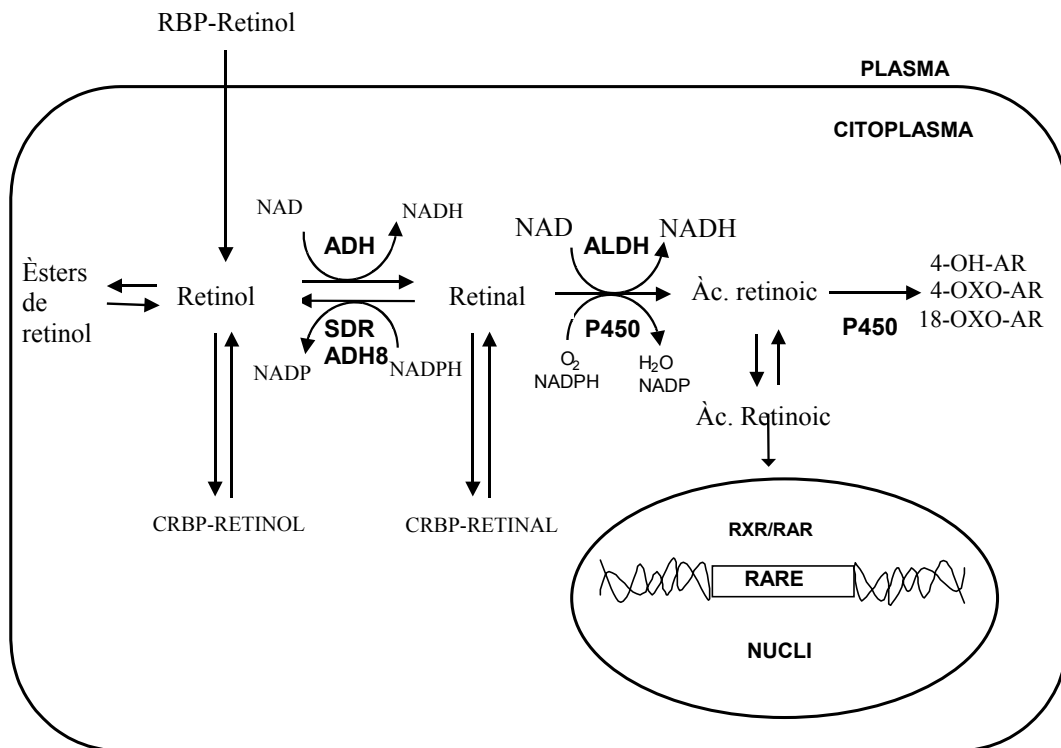 RBP-Retinol
PLASMA
CITOPLASMA
NAD
NADH
NAD
NADH
ADH
ALDH
Èsters
de
retinol
Retinol
Retinal
Àc. retinoic
4-OH-AR
4-OXO-AR
18-OXO-AR
SDR
ADH8
NADP
NADPH
P450
P450
O2
NADPH
H2O
NADP
Àc. Retinoic
CRBP-RETINOL
CRBP-RETINAL
RXR/RAR
RARE
NUCLI